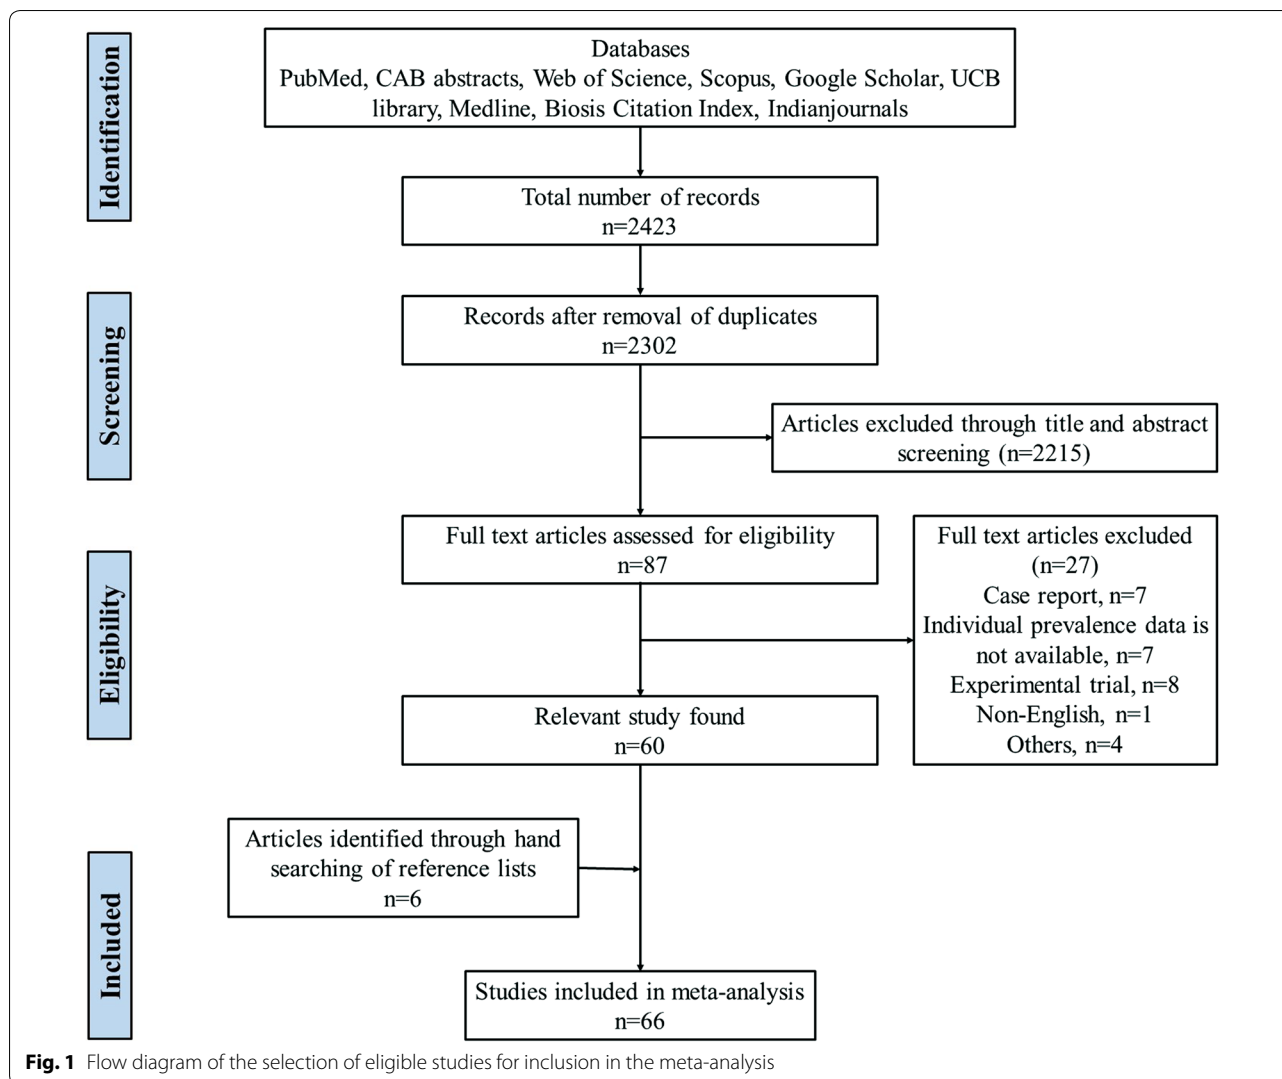 Identification
Databases
PubMed, CAB abstracts, Web of Science, Scopus, Google Scholar, UCB
library, Medline, Biosis Citation Index, Indianjournals
Total number of records
n=2423
Screening
Records after removal of duplicates
n=2302
Articles excluded through title and abstract
screening (n=2215)
Eligibility
Full text articles assessed for eligibility
n=87
Full text articles excluded
(n=27)
Case report, n=7
Individual prevalence data is
not available, n=7
Experimental trial, n=8
Non-English, n=1
Others, n=4
Relevant study found
n=60
Included
Articles identified through hand
searching of reference lists
n=6
Studies included in meta-analysis
n=66
Fig. 1 Flow diagram of the selection of eligible studies for inclusion in the meta-analysis